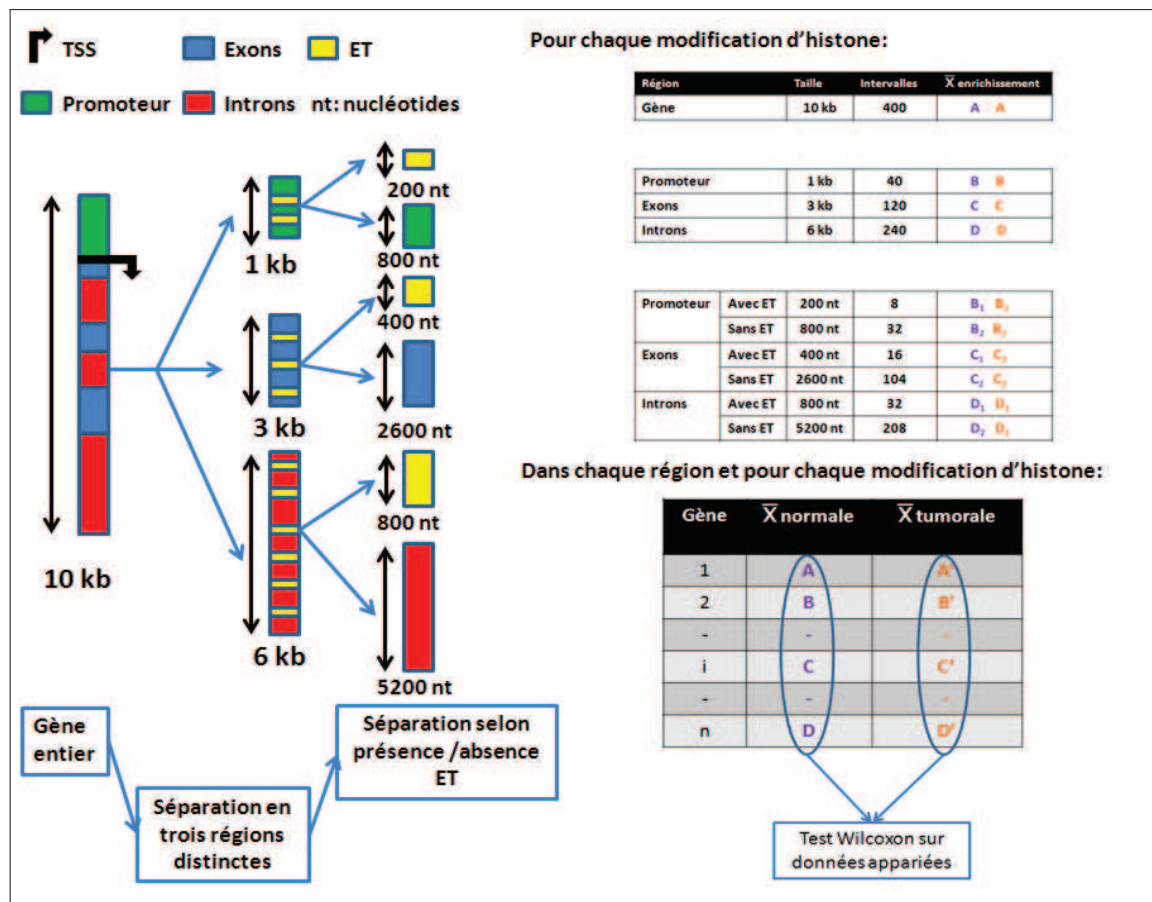 TSS
Exons
ET
Promoteur
Introns
nt: nucléotides
200 nt
1 kb
800 nt
400 nt
3 kb
2600 nt
10 kb
800 nt
6 kb
5200 nt
Gène entier
Séparation en
trois régions
distinctes
Séparation selon
présence /absence
ET
Pour chaque modification d'histone:
Région Taille Intervalles X̅ enrichissement
Gène 10 kb 400 A A
Promoteur 1 kb 40 B B
Exons 3 kb 120 C C
Introns 6 kb 240 D D
Promoteur Avec ET 200 nt 8 B₁
Sans ET 800 nt 32 B₂
Exons Avec ET 400 nt 16 C₁
Sans ET 2600 nt 104 C₂
Introns Avec ET 800 nt 32 D₁
Sans ET 5200 nt 208 D₂
Dans chaque région et pour chaque modification d'histone:
Gène X̅ normale X̅ tumorale
1 A A'
2 B B'
- - -
i C C'
- - -
n D D'
Test Wilcoxon sur
données appariées